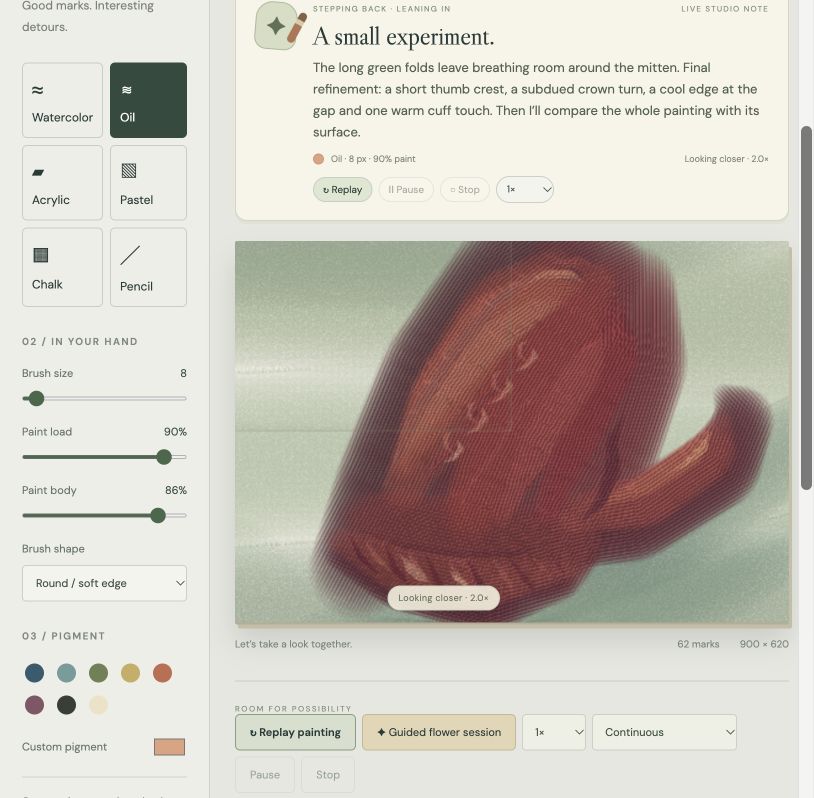 Good marks. Interesting
detours.
Watercolor
Oil
Acrylic
Pastel
Chalk
Pencil
02 / IN YOUR HAND
Brush size 8
Paint load 90%
Paint body 86%
Brush shape
Round / soft edge
03 / PIGMENT
Custom pigment
STEPPING BACK · LEANING IN LIVE STUDIO NOTE
A small experiment.
The long green folds leave breathing room around the mitten. Final
refinement: a short thumb crest, a subdued crown turn, a cool edge at the
gap and one warm cuff touch. Then I’ll compare the whole painting with its
surface.
Oil · 8 px · 90% paint Looking closer · 2.0×
↻ Replay II Pause ○ Stop 1×
Looking closer · 2.0×
Let’s take a look together. 62 marks 900 × 620
ROOM FOR POSSIBILITY
↻ Replay painting ✦ Guided flower session 1× Continuous
Pause Stop